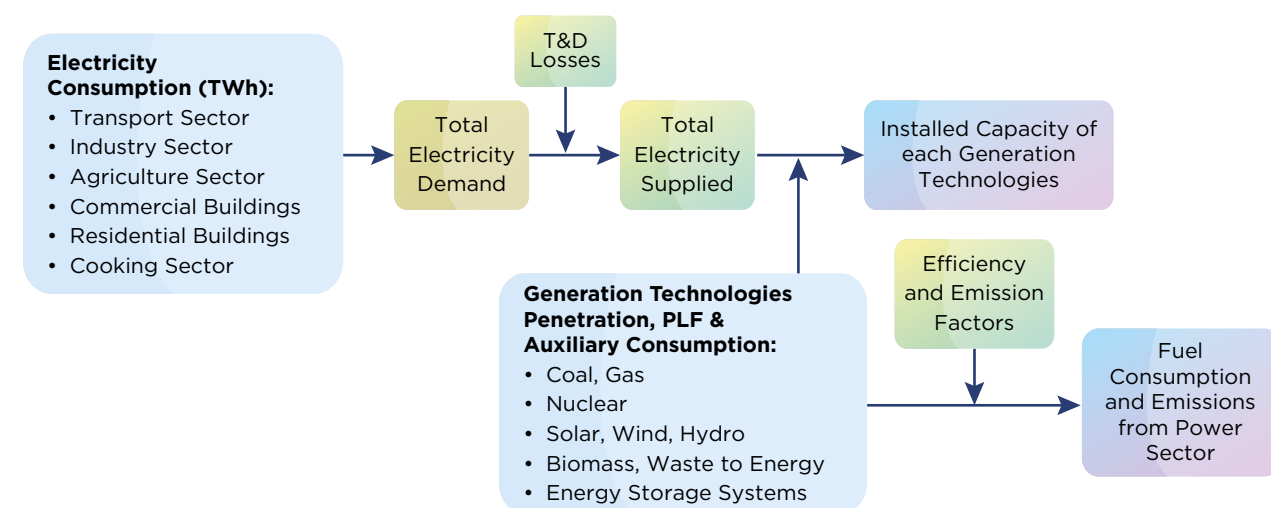 Electricity
Consumption (TWh):
• Transport Sector
• Industry Sector
• Agriculture Sector
• Commercial Buildings
• Residential Buildings
• Cooking Sector
Total
Electricity
Demand
T&D
Losses
Total
Electricity
Supplied
Installed Capacity of
each Generation
Technologies
Generation Technologies
Penetration, PLF &
Auxiliary Consumption:
• Coal, Gas
• Nuclear
• Solar, Wind, Hydro
• Biomass, Waste to Energy
• Energy Storage Systems
Efficiency
and Emission
Factors
Fuel
Consumption
and Emissions
from Power
Sector